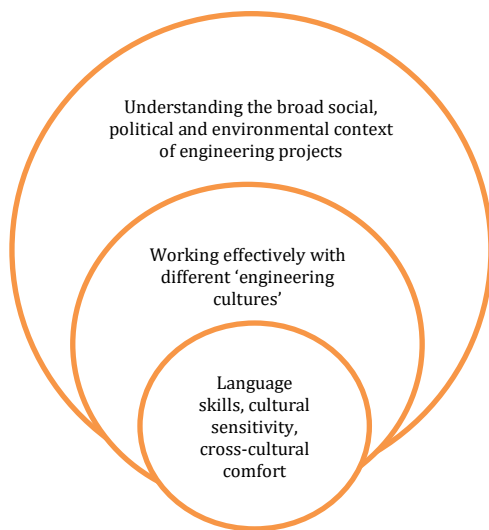 Understanding the broad social,
political and environmental context
of engineering projects
Working effectively with
different ‘engineering
cultures’
Language
skills, cultural
sensitivity,
cross-cultural
comfort